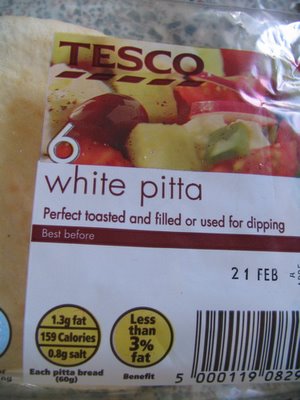 TESCO
6
white pitta
Perfect toasted and filled or used for dipping
Best before
21 FEB
1.3g fat
159 Calories
0.8g salt
Each pitta bread
(60g)
Less
than
3%
fat
Benefit
5 000119 0829